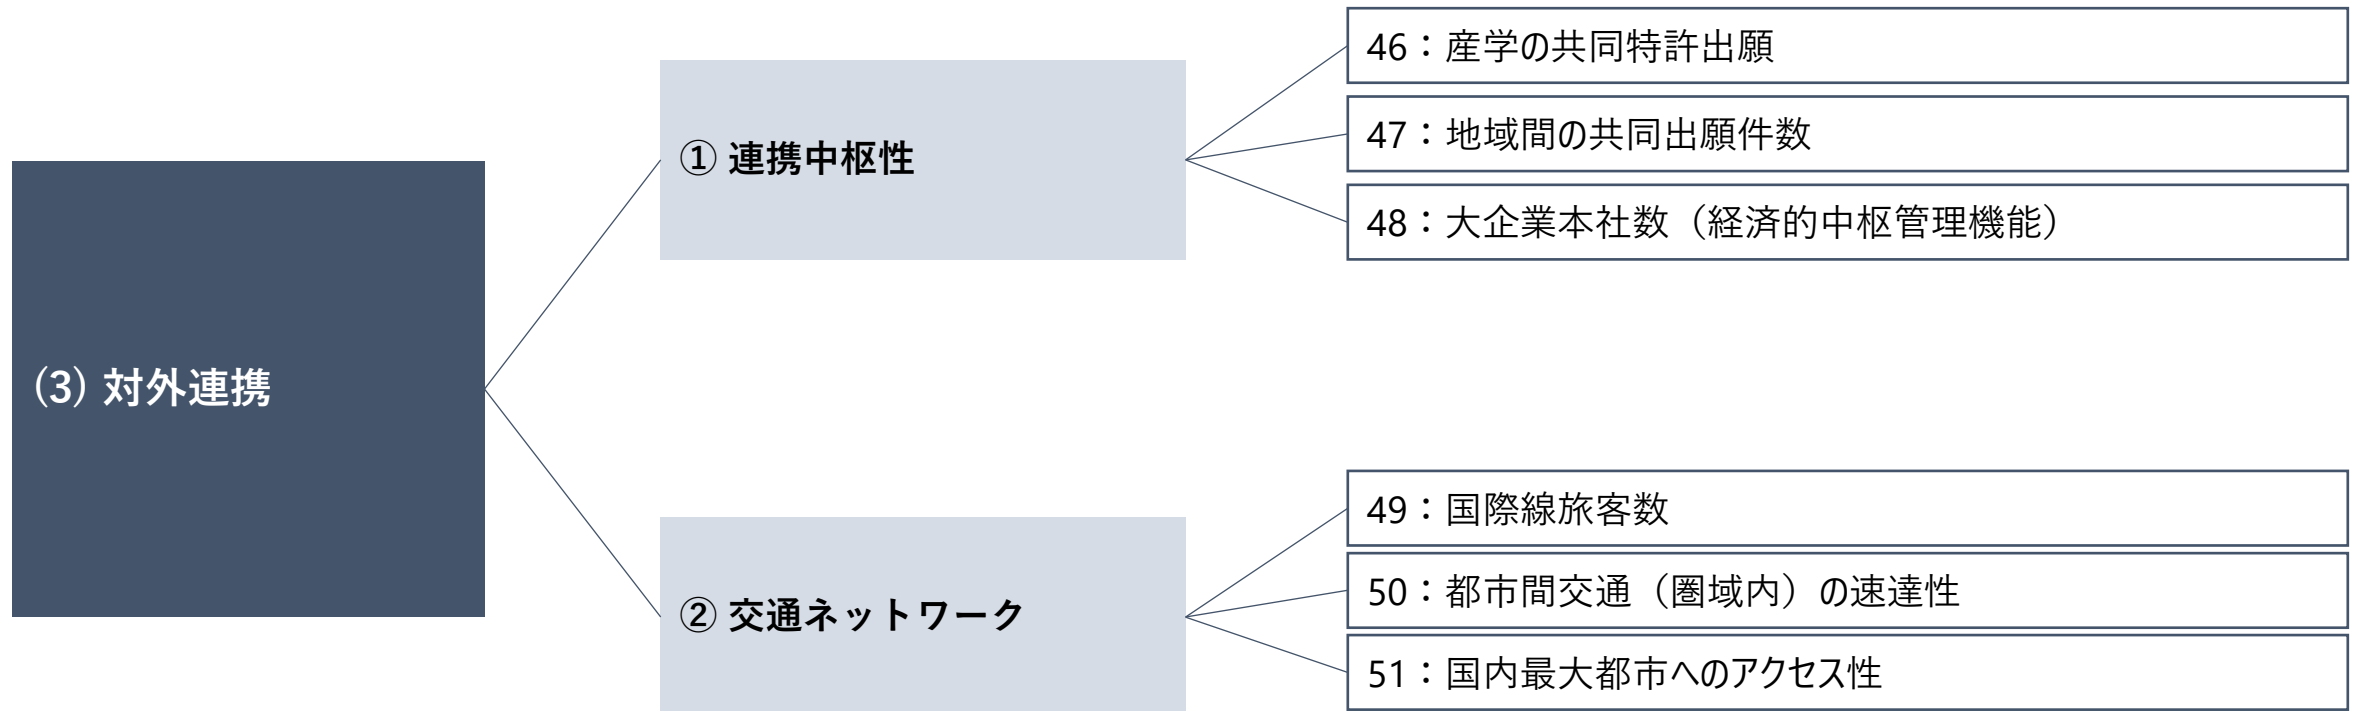 (3) 対外連携
① 連携中枢性
46：産学の共同特許出願
47：地域間の共同出願件数
48：大企業本社数（経済的中枢管理機能）
② 交通ネットワーク
49：国際線旅客数
50：都市間交通（圏域内）の速達性
51：国内最大都市へのアクセス性